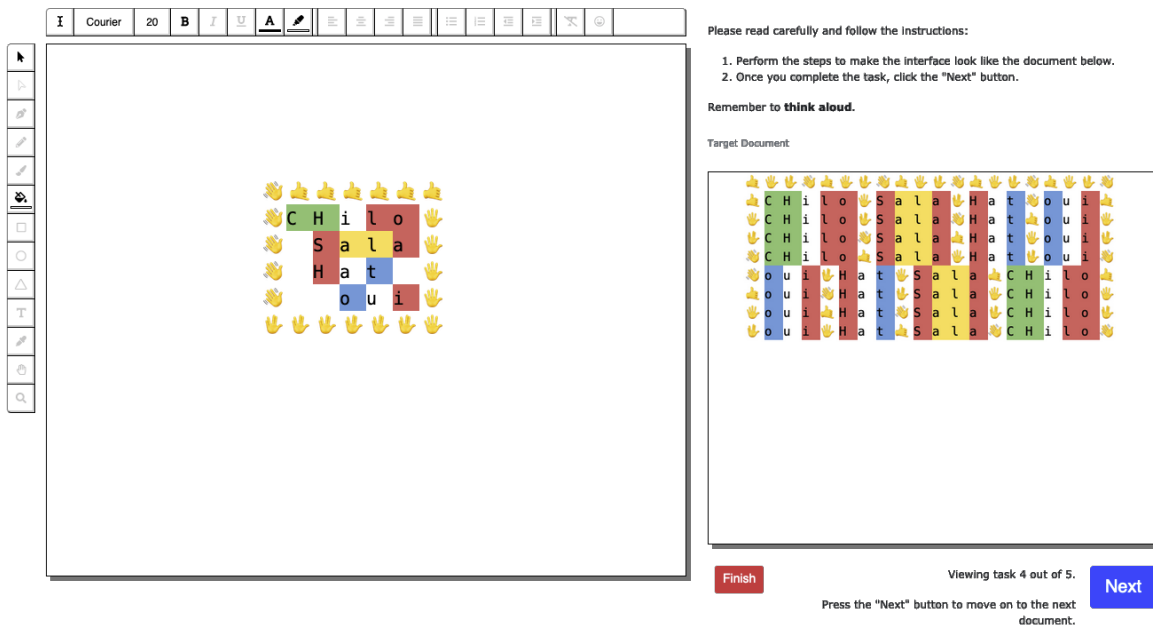 I Courier 20 B I U A
T
👋 🤙 🤙 🤙 🤙 🤙 🤙
👋 C H i l o 🖐
👋 S a l a 🖐
👋 H a t 🖐
👋 o u i 🖐
🖖 🖖 🖖 🖖 🖖 🖖 🖐
Please read carefully and follow the instructions:
1. Perform the steps to make the interface look like the document below.
2. Once you complete the task, click the "Next" button.
Remember to think aloud.
Target Document
🤙 🖐 🖖 👋 🤙 🖐 🖖 👋 🤙 🖐 🖖 👋 🤙 🖐 🖖 👋 🤙 🖐 🖖 👋
🤙 C H i l o 🖐 S a l a 🖖 H a t 👋 o u i 🤙
🖐 C H i l o 🖖 S a l a 👋 H a t 🤙 o u i 🖐
🖖 C H i l o 👋 S a l a 🤙 H a t 🖐 o u i 🖖
👋 C H i l o 🤙 S a l a 🖐 H a t 🖖 o u i 👋
👋 o u i 🖖 H a t 🖐 S a l a 🤙 C H i l o 🤙
🤙 o u i 👋 H a t 🖖 S a l a 🖐 C H i l o 🖐
🖐 o u i 🤙 H a t 👋 S a l a 🖖 C H i l o 🖖
🖖 o u i 🖐 H a t 🤙 S a l a 👋 C H i l o 👋
Finish
Viewing task 4 out of 5.
Next
Press the "Next" button to move on to the next
document.